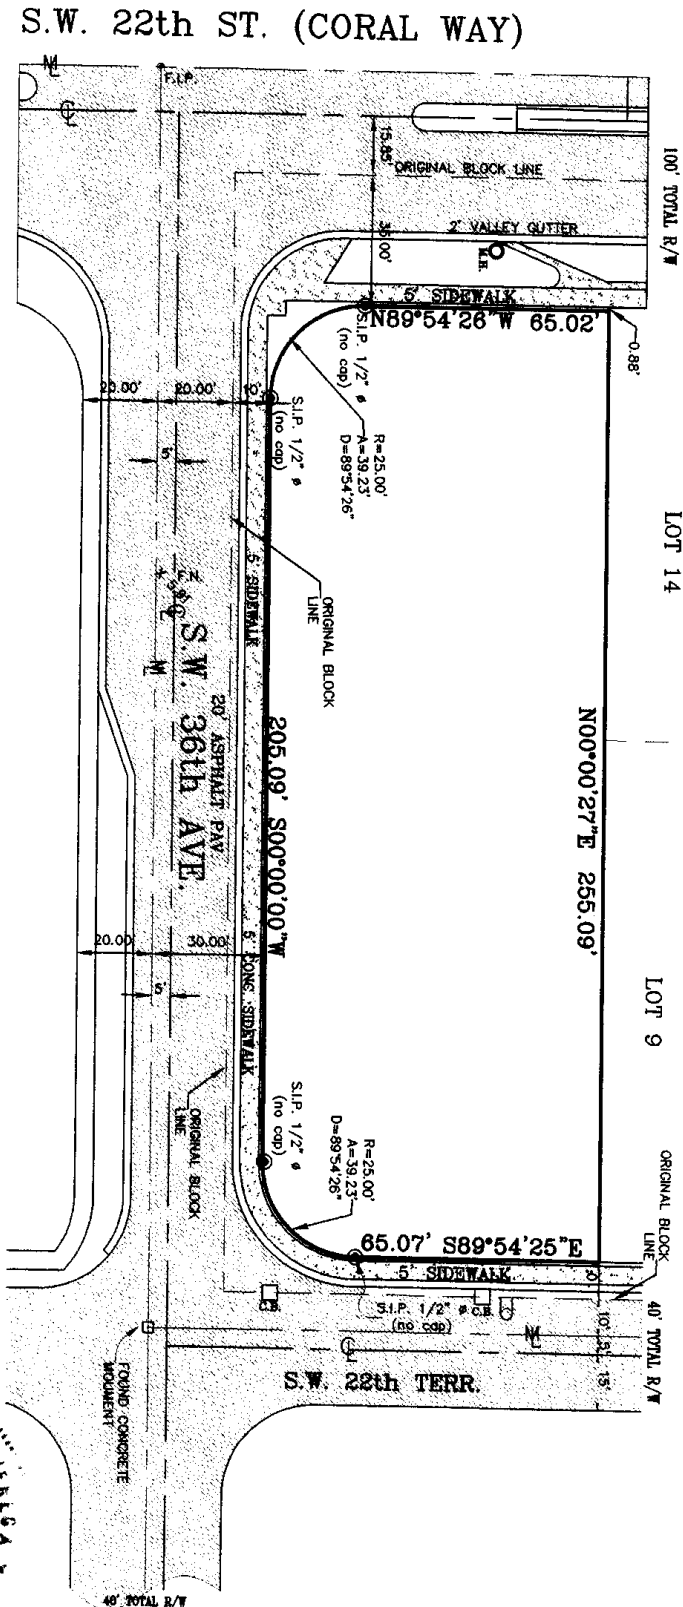 S.W. 22th ST. (CORAL WAY)
F.I.P.
15.85'
ORIGINAL BLOCK LINE
100' TOTAL R/W
2' VALLEY GUTTER
M.H.
35.00'
5' SIDEWALK
N89°54'26"W 65.02'
0.88'
S.I.P. 1/2" ø
(no cap)
R=25.00'
A=39.23'
D=89°54'26"
20.00'
20.00'
10'
S.I.P. 1/2" ø
(no cap)
5'
LOT 14
ORIGINAL BLOCK
LINE
5' SIDEWALK
F.N.
S.W. 36th AVE.
20' ASPHALT PAV.
205.09' S00°00'00"W
N00°00'27"E 255.09'
20.00
30.00'
5'
5' CONC. SIDEWALK
LOT 9
ORIGINAL BLOCK
LINE
S.I.P. 1/2" ø
(no cap)
R=25.00'
A=39.23'
D=89°54'26"
65.07' S89°54'25"E
5' SIDEWALK
ORIGINAL BLOCK
LINE
C.B.
S.I.P. 1/2" ø
(no cap)
C.B.
10'
5'
15'
40' TOTAL R/W
S.W. 22th TERR.
FOUND CONCRETE
MOUMENT
40' TOTAL R/W